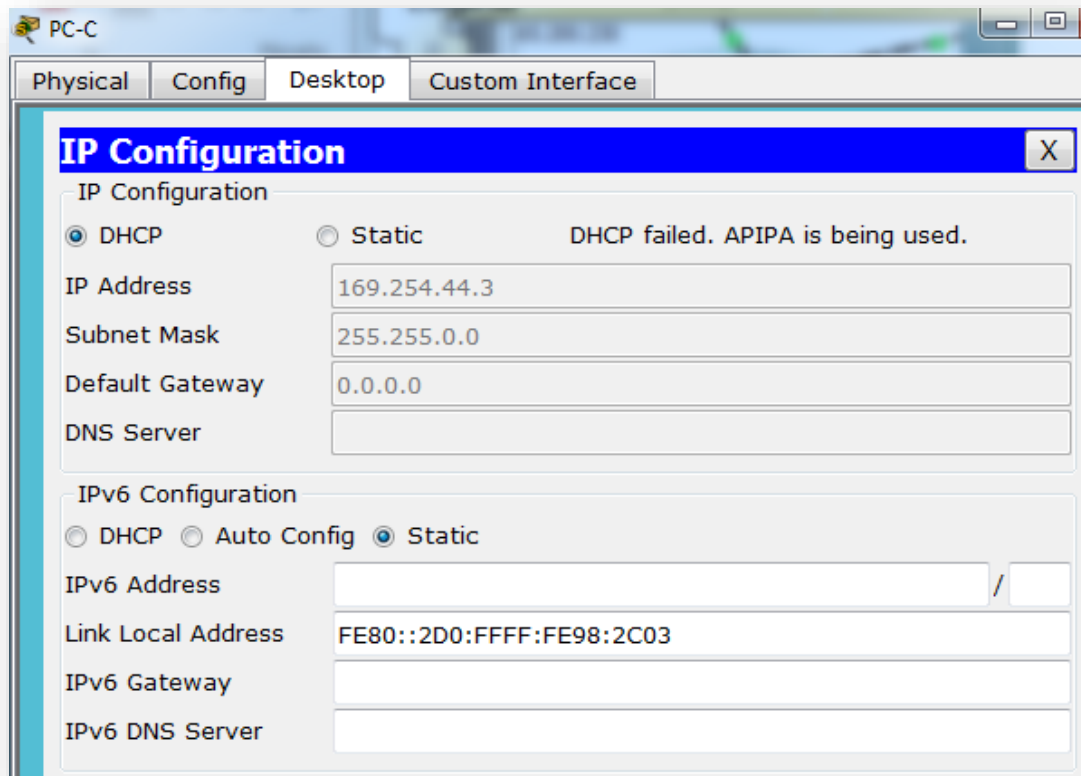 PC-C
Physical Config Desktop Custom Interface
IP Configuration X
IP Configuration
DHCP Static DHCP failed. APIPA is being used.
IP Address 169.254.44.3
Subnet Mask 255.255.0.0
Default Gateway 0.0.0.0
DNS Server
IPv6 Configuration
DHCP Auto Config Static
IPv6 Address /
Link Local Address FE80::2D0:FFFF:FE98:2C03
IPv6 Gateway
IPv6 DNS Server